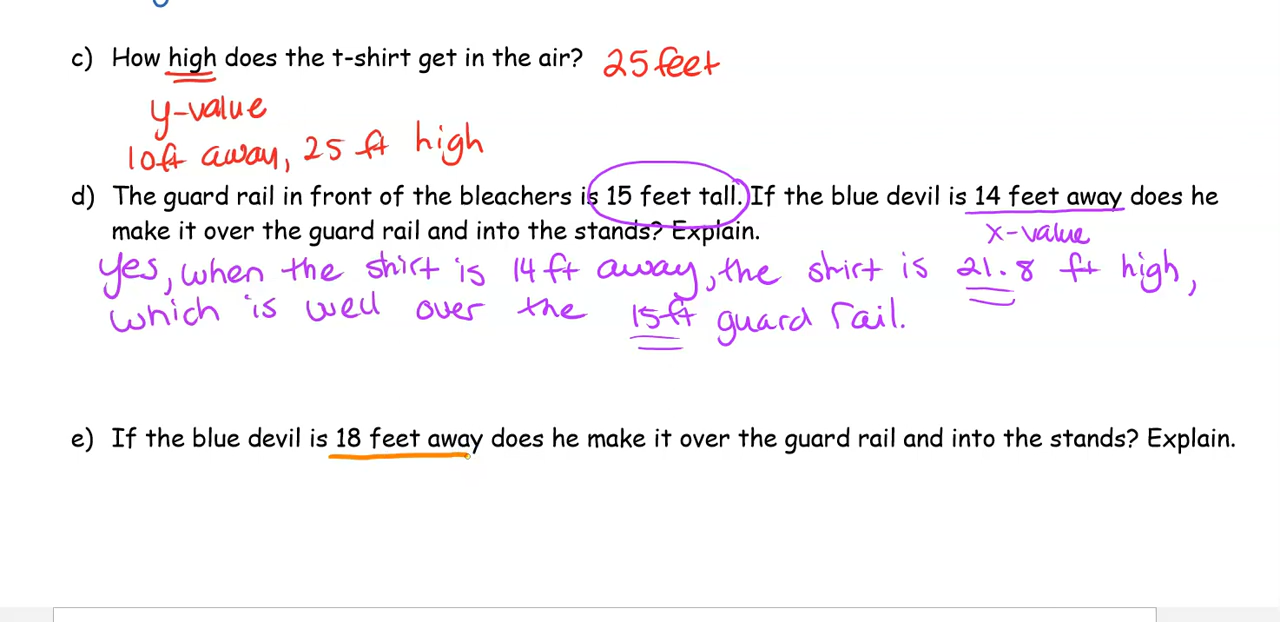 c) How high does the t-shirt get in the air? 25 feet
y-value
10ft away, 25 ft high
d) The guard rail in front of the bleachers is 15 feet tall. If the blue devil is 14 feet away does he
make it over the guard rail and into the stands? Explain.
x-value
yes, when the shirt is 14 ft away, the shirt is 21.8 ft high,
which is well over the 15ft guard rail.
e) If the blue devil is 18 feet away does he make it over the guard rail and into the stands? Explain.